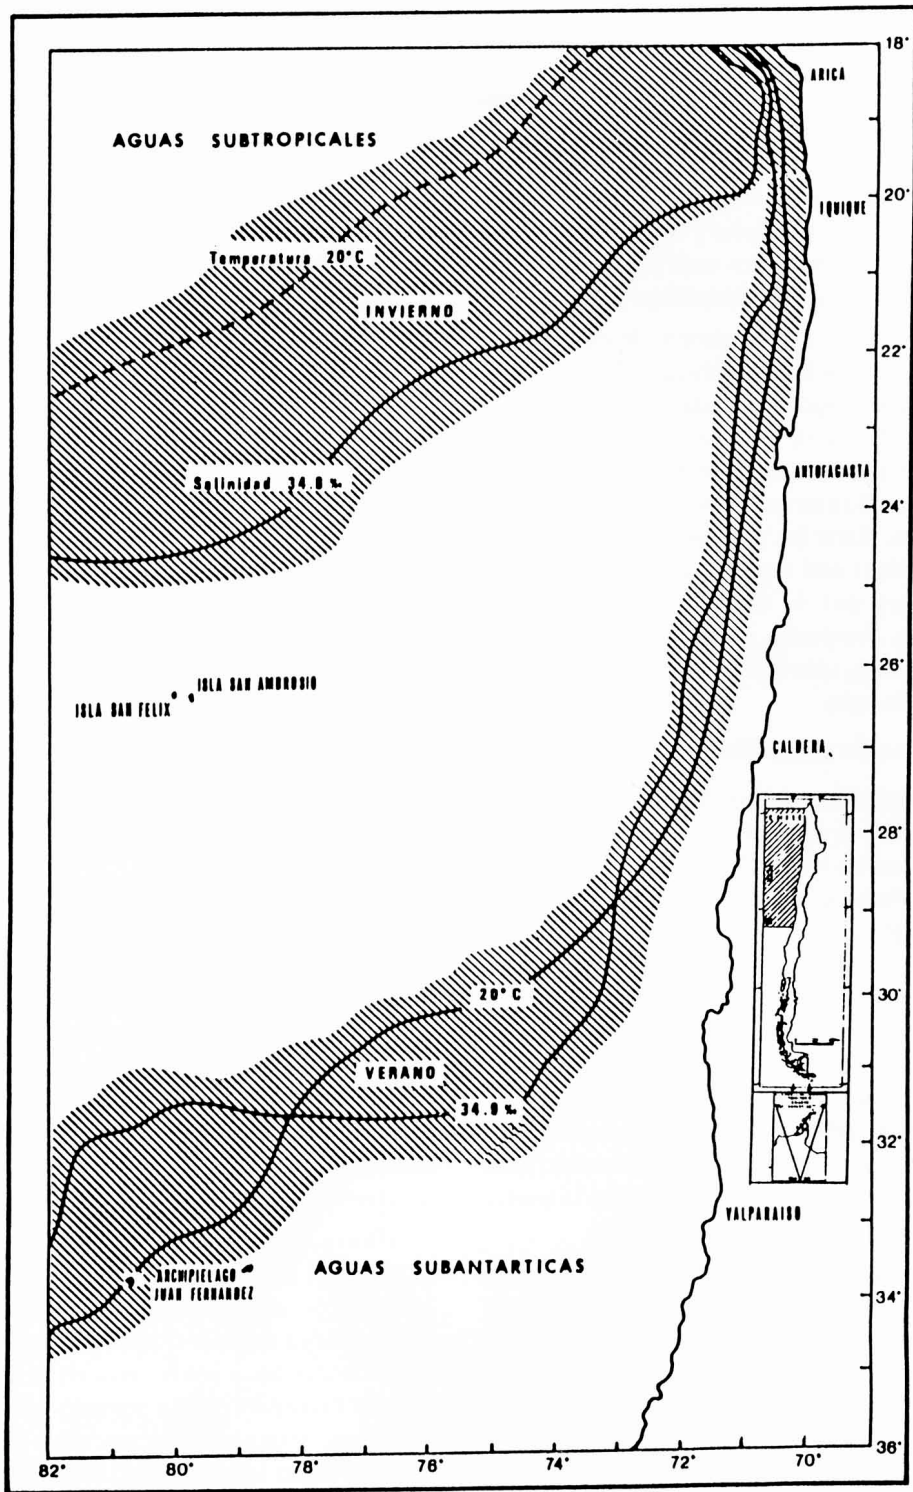 18°
ARICA
AGUAS SUBTROPICALES
20°
IQUIQUE
Temperatura 20°C
INVIERNO
22°
ANTOFAGASTA
Salinidad 34.9 ‰
24°
26°
ISLA SAN AMBROSIO
ISLA SAN FELIX
CALDERA
28°
20°C
30°
VERANO
34.9 ‰
32°
VALPARAISO
ARCHIPIELAGO
JUAN FERNANDEZ
AGUAS SUBANTARTICAS
34°
36°
82°
80°
78°
76°
74°
72°
70°